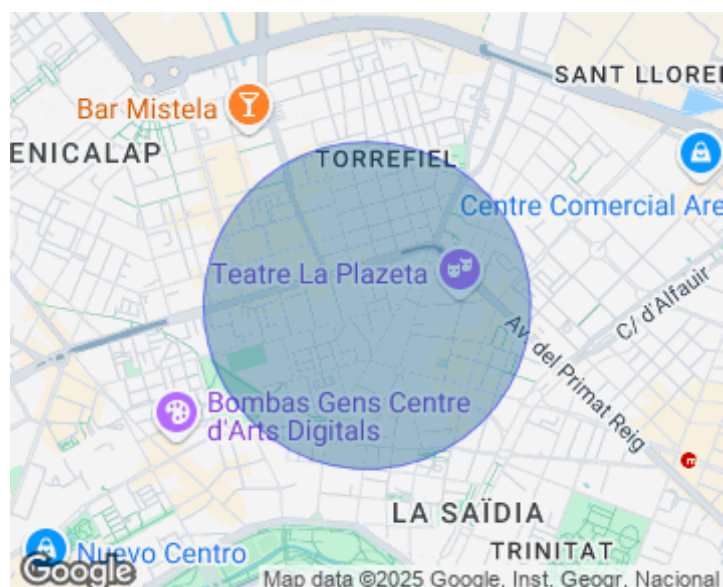 SANT LLOREI
Bar Mistela
ENICALAP
TORREFIEL
Centre Comercial Are
Teatre La Plazeta
C/ d'Alfauir
Av. del Primat Reig
Bombas Gens Centre
d'Arts Digitals
LA SAÏDIA
Nuevo Centro
TRINITAT
Google
Map data ©2025 Google, Inst. Geogr. Nacional